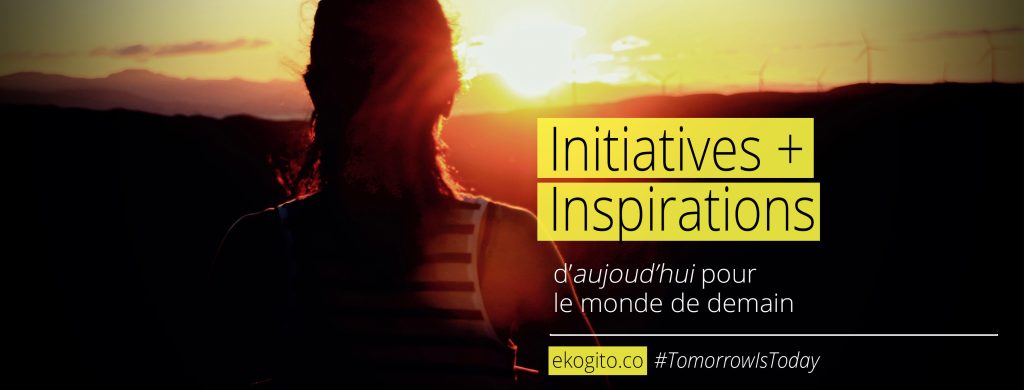 Initiatives +
Inspirations
d'aujoud'hui pour
le monde de demain
ekogito.co #TomorrowIsToday